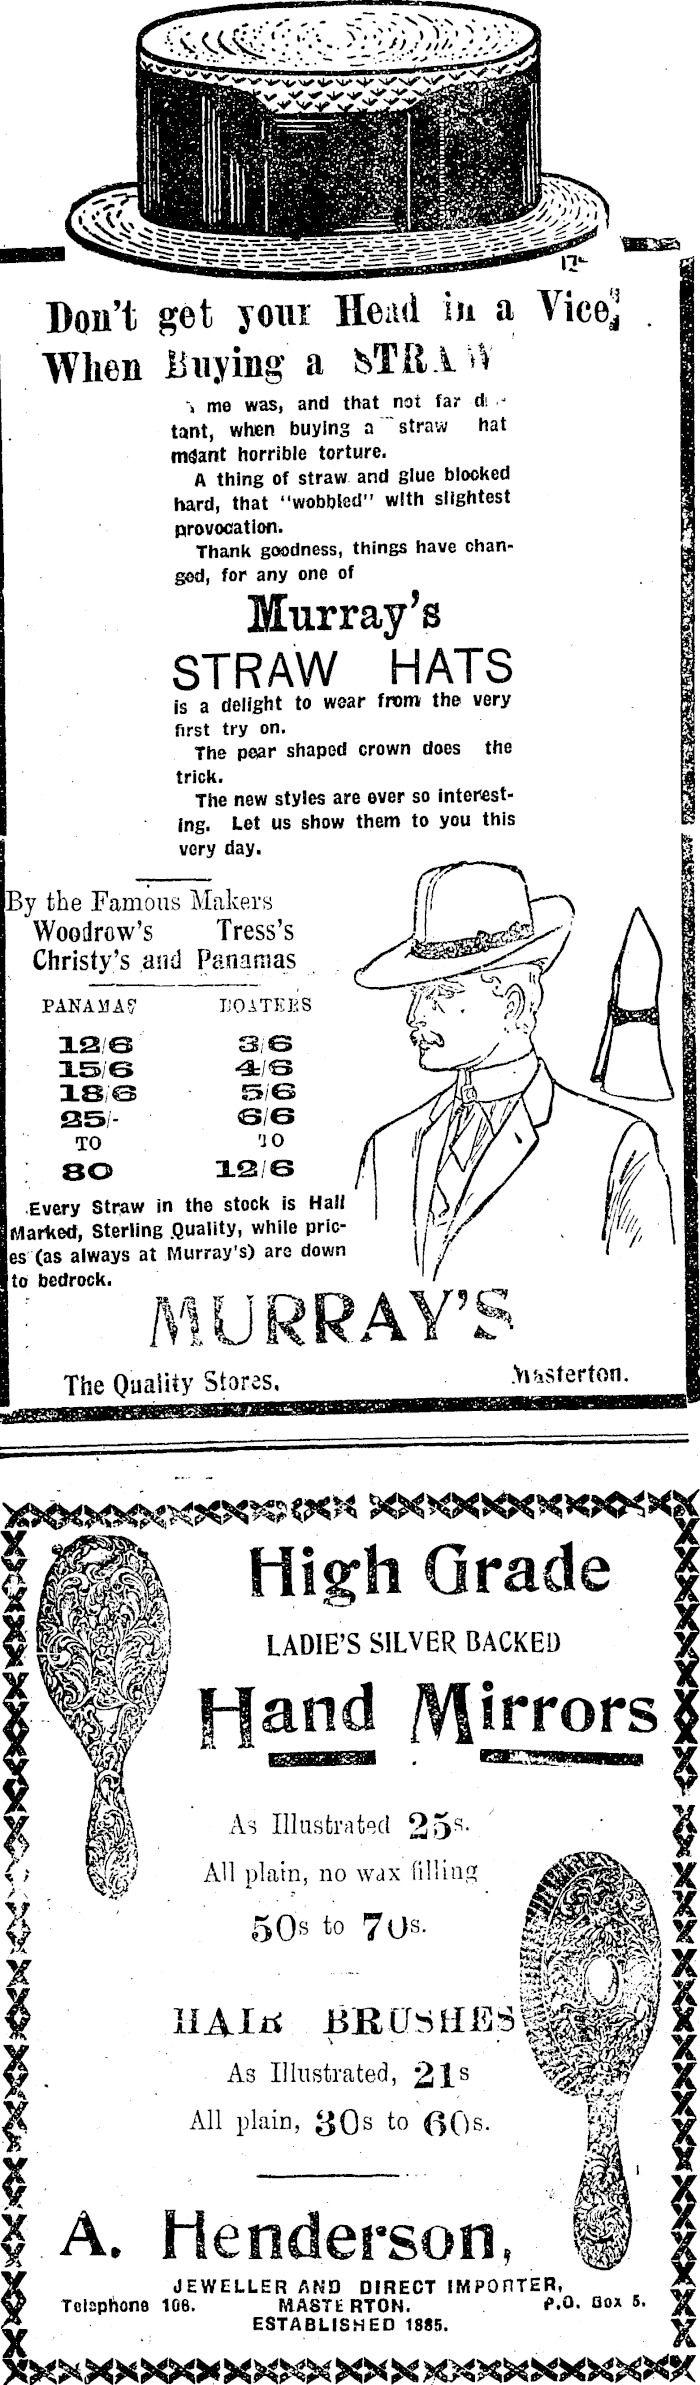 Don't get your Head in a Vice,
When Buying a STRAW
me was, and that not far
tant, when buying a straw hat
meant horrible torture.
A thing of straw and glue blocked
hard, that "wobbled" with slightest
provocation.
Thank goodness, things have chan-
ged, for any one of
Murray's
STRAW HATS
is a delight to wear from the very
first try on.
The pear shaped crown does the
trick.
The new styles are ever so interest-
ing. Let us show them to you this
very day.
By the Famous Makers
Woodrow's Tress's
Christy's and Panamas
PANAMAS BOATERS
12/6 3/6
15/6 4/6
18/6 5/6
25/- 6/6
TO TO
80 12/6
Every Straw in the stock is Hall
Marked, Sterling Quality, while pric-
es (as always at Murray's) are down
to bedrock.
MURRAY'S
The Quality Stores, Masterton.
High Grade
LADIE'S SILVER BACKED
Hand Mirrors
As Illustrated 25s.
All plain, no wax filling
50s to 70s.
HAIR BRUSHES
As Illustrated, 21s
All plain, 30s to 60s.
A. Henderson,
JEWELLER AND DIRECT IMPORTER,
Telephone 106. MASTERTON. P.O. Box 5.
ESTABLISHED 1885.